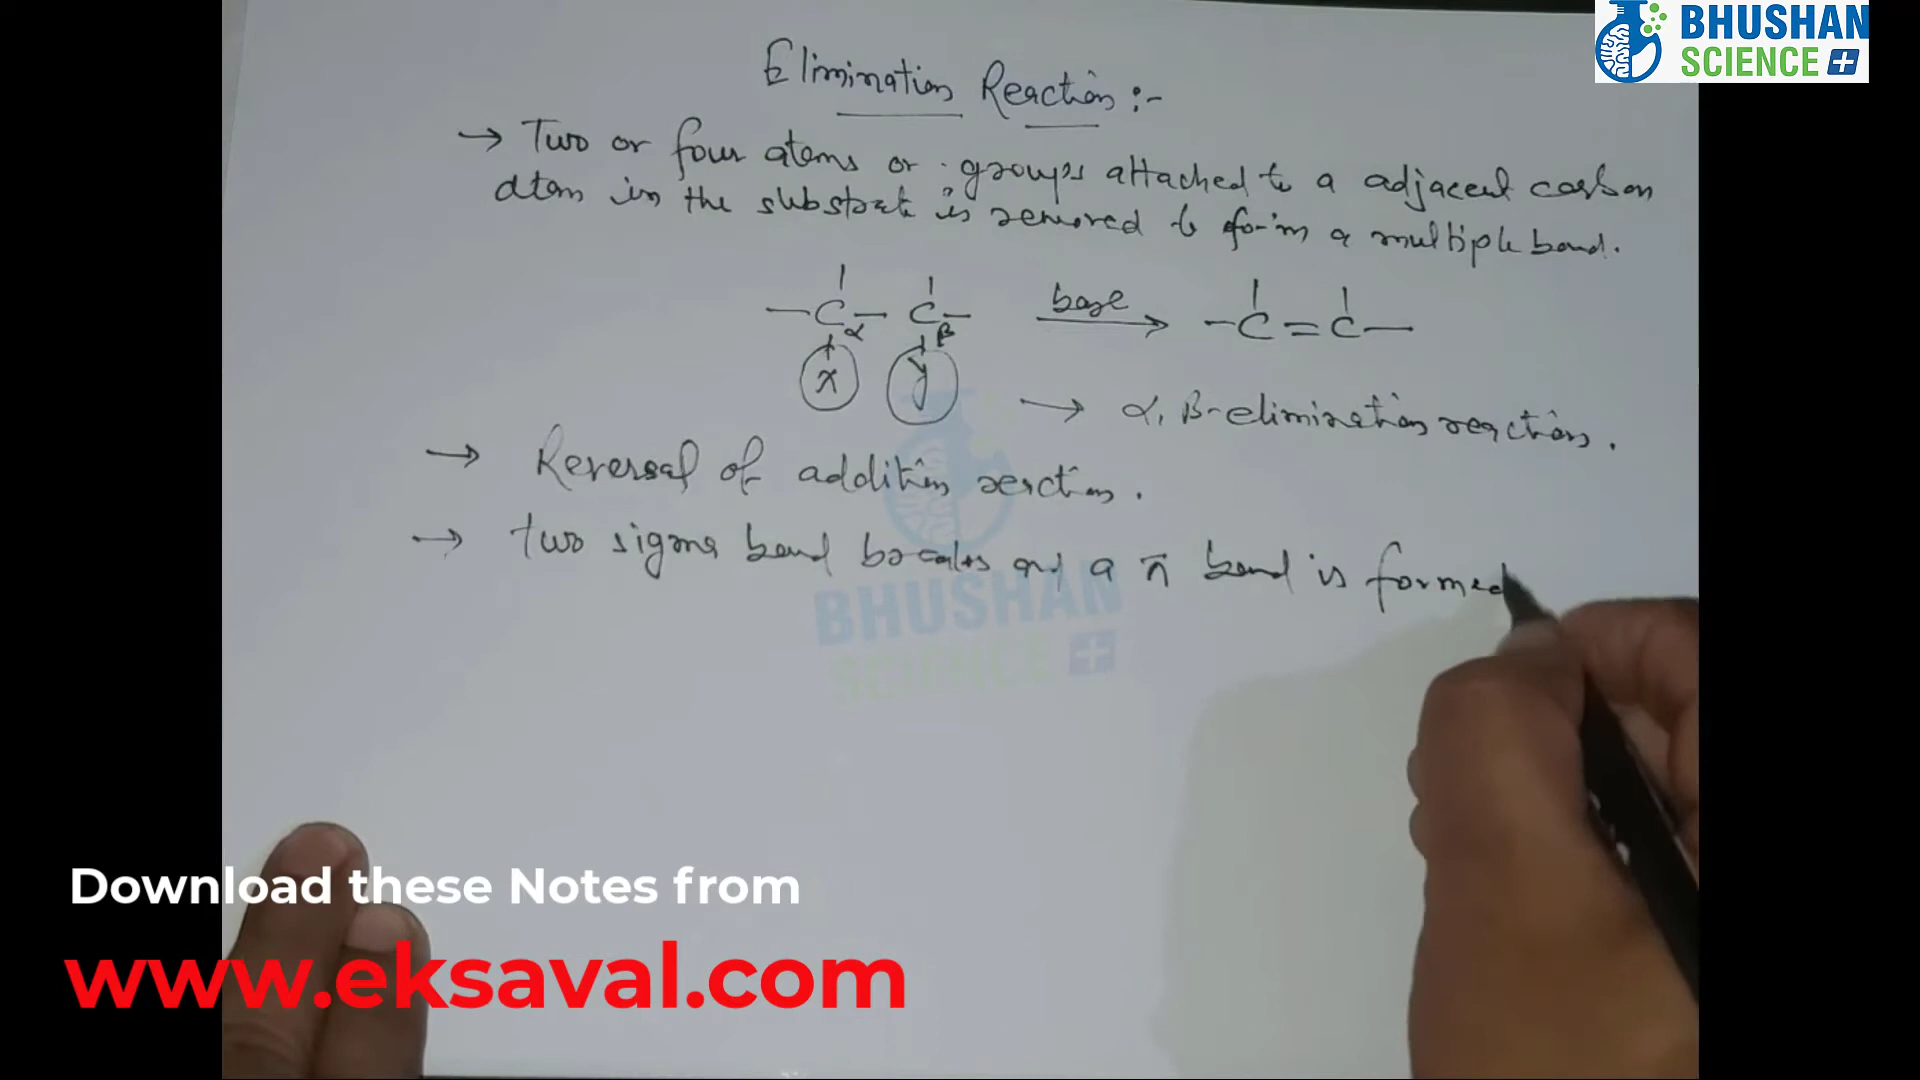 BHUSHAN
SCIENCE +
Elimination Reaction :-
→ Two or four atoms or groups attached to a adjacent carbon
atom in the substrate is removed to form a multiple bond.
- C - C - base → - C = C -
α β
x y
→ α, β-elimination reaction.
→ Reversal of addition reaction.
→ two sigma bond breaks and a π bond is formed
BHUSHAN
SCIENCE +
Download these Notes from
www.eksaval.com